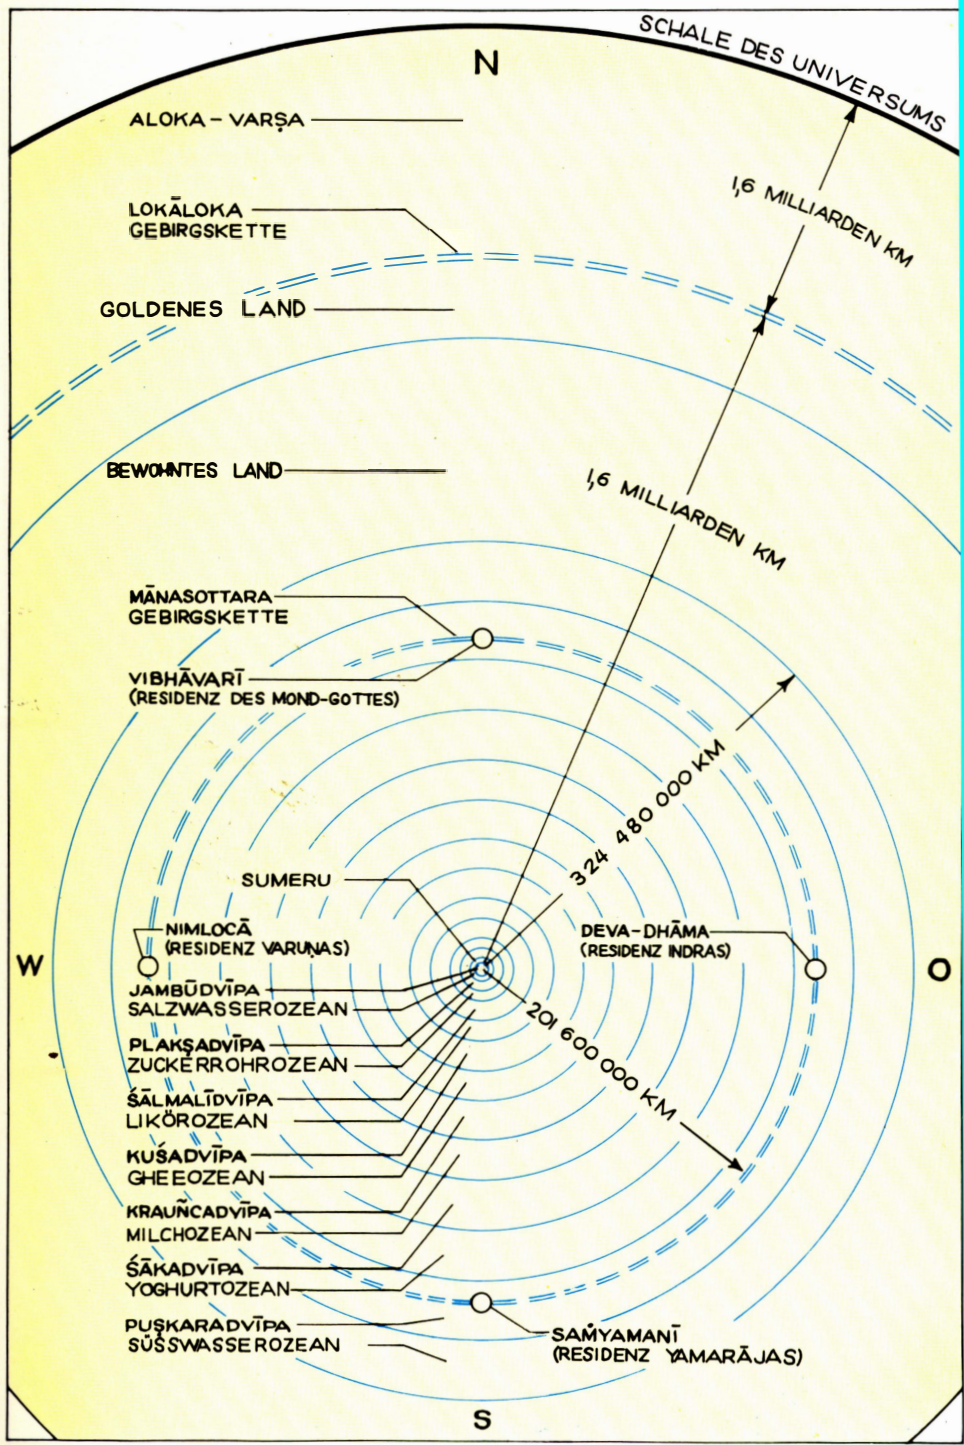 SCHALE DES UNIVERSUMS
N
ALOKA – VARṢA
1,6 MILLIARDEN KM
LOKĀLOKA
GEBIRGSKETTE
GOLDENES LAND
BEWOHNTES LAND
1,6 MILLIARDEN KM
MĀNASOTTARA
GEBIRGSKETTE
VIBHĀVARĪ
(RESIDENZ DES MOND-GOTTES)
324 480 000 KM
SUMERU
NIMLOCĀ
(RESIDENZ VARUṆAS)
DEVA-DHĀMA
(RESIDENZ INDRAS)
W
O
JAMBŪDVĪPA
SALZWASSEROZEAN
201 600 000 KM
PLAKṢADVĪPA
ZUCKERROHROZEAN
ŚĀLMALĪDVĪPA
LIKÖROZEAN
KUŚADVĪPA
GHEEOZEAN
KRAUÑCADVĪPA
MILCHOZEAN
ŚĀKADVĪPA
YOGHURTOZEAN
PUṢKARADVĪPA
SÜSSWASSEROZEAN
SAṀYAMANĪ
(RESIDENZ YAMARĀJAS)
S